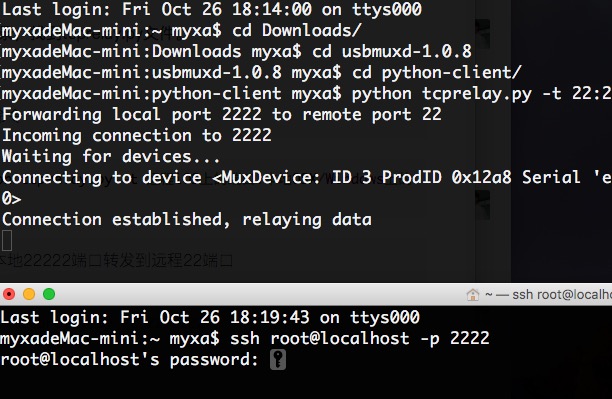 Last login: Fri Oct 26 18:14:00 on ttys000
myxadeMac-mini:~ myxa$ cd Downloads/
myxadeMac-mini:Downloads myxa$ cd usbmuxd-1.0.8
myxadeMac-mini:usbmuxd-1.0.8 myxa$ cd python-client/
myxadeMac-mini:python-client myxa$ python tcprelay.py -t 22:2
Forwarding local port 2222 to remote port 22
Incoming connection to 2222
Waiting for devices...
Connecting to device <MuxDevice: ID 3 ProdID 0x12a8 Serial 'e
0>
Connection established, relaying data
本地22222端口转发到远程22端口
~ — ssh root@localho
Last login: Fri Oct 26 18:19:43 on ttys000
myxadeMac-mini:~ myxa$ ssh root@localhost -p 2222
root@localhost's password: